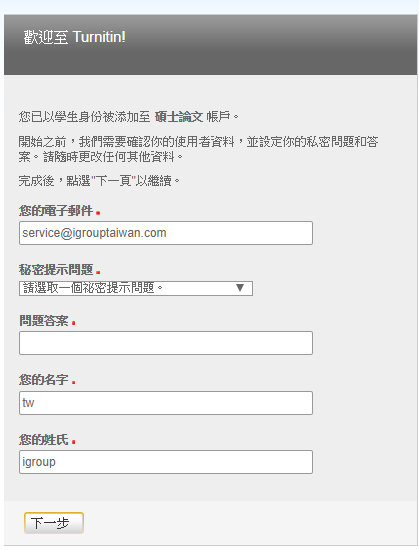 歡迎至 Turnitin!
您已以學生身份被添加至 碩士論文 帳戶。
開始之前，我們需要確認你的使用者資料，並設定你的私密問題和答
案。請隨時更改任何其他資料。
完成後，點選"下一頁"以繼續。
您的電子郵件
service@igrouptaiwan.com
秘密提示問題
請選取一個祕密提示問題。
問題答案
您的名字
tw
您的姓氏
igroup
下一步